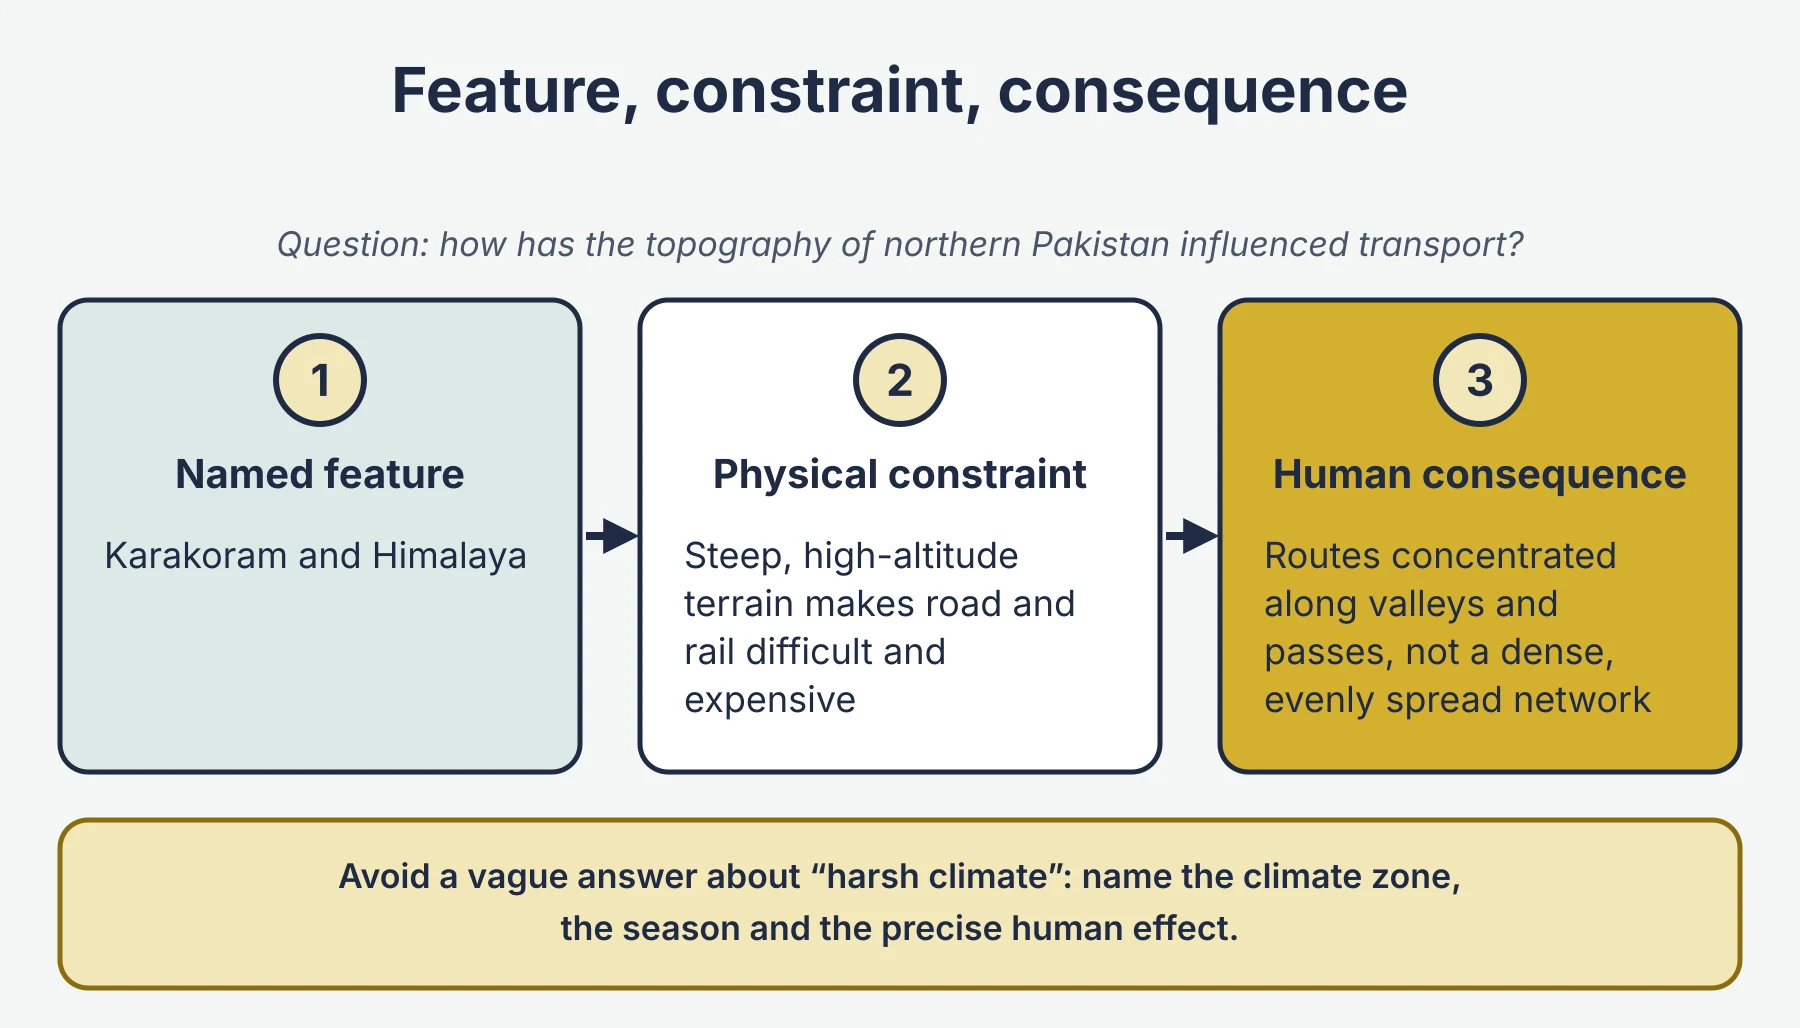 Feature, constraint, consequence
Question: how has the topography of northern Pakistan influenced transport?
1
Named feature
Karakoram and Himalaya
2
Physical constraint
Steep, high-altitude
terrain makes road and
rail difficult and
expensive
3
Human consequence
Routes concentrated
along valleys and
passes, not a dense,
evenly spread network
Avoid a vague answer about “harsh climate”: name the climate zone,
the season and the precise human effect.